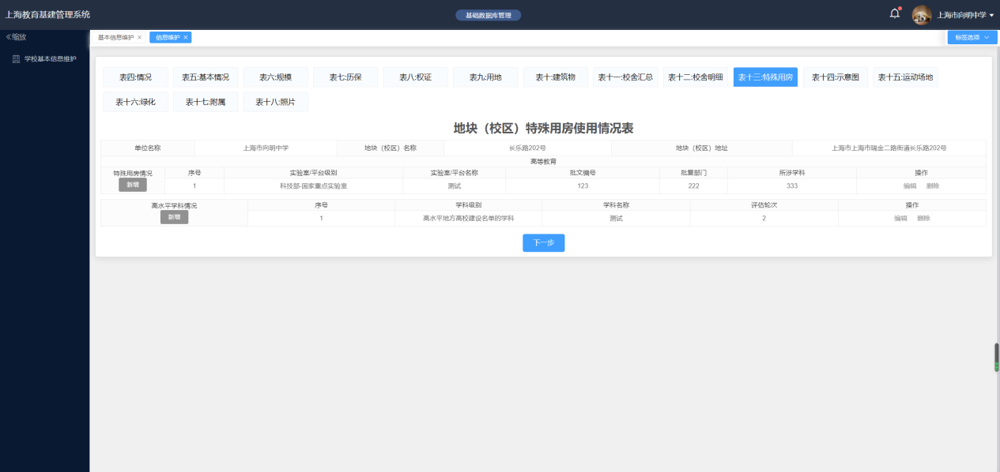 上海教育基建管理系统 基础数据库管理 上海市向明中学
缩放 基本信息维护 信息维护 标签选项
学校基本信息维护
表四:情况 表五:基本情况 表六:规模 表七:历保 表八:权证 表九:用地 表十:建筑物 表十一:校舍汇总 表十二:校舍明细 表十三:特殊用房 表十四:示意图 表十五:运动场地
表十六:绿化 表十七:附属 表十八:照片
地块（校区）特殊用房使用情况表
单位名称 上海市向明中学 地块（校区）名称 长乐路202号 地块（校区）地址 上海市上海市瑞金二路街道长乐路202号
高等教育
特殊用房情况 序号 实验室/平台级别 实验室/平台名称 批文编号 批复部门 所涉学科 操作
新增 1 科技部-国家重点实验室 测试 123 222 333 编辑 删除
高水平学科情况 序号 学科级别 学科名称 评估轮次 操作
新增 1 高水平地方高校建设名单的学科 测试 2 编辑 删除
下一步